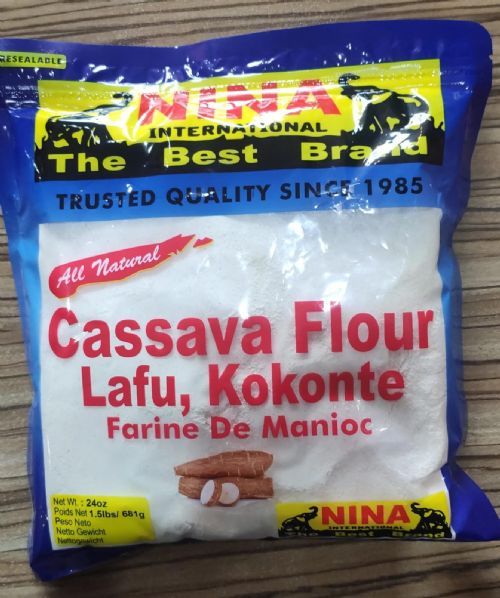 RESEALABLE
NINA
INTERNATIONAL
The Best Brand
TRUSTED QUALITY SINCE 1985
All Natural
Cassava Flour
Lafu, Kokonte
Farine De Manioc
Net Wt. : 24oz
Poids Net 1.5lbs/ 681g
Peso Neto
Netto Gewicht
Nettogewicht
NINA
INTERNATIONAL
The Best Brand